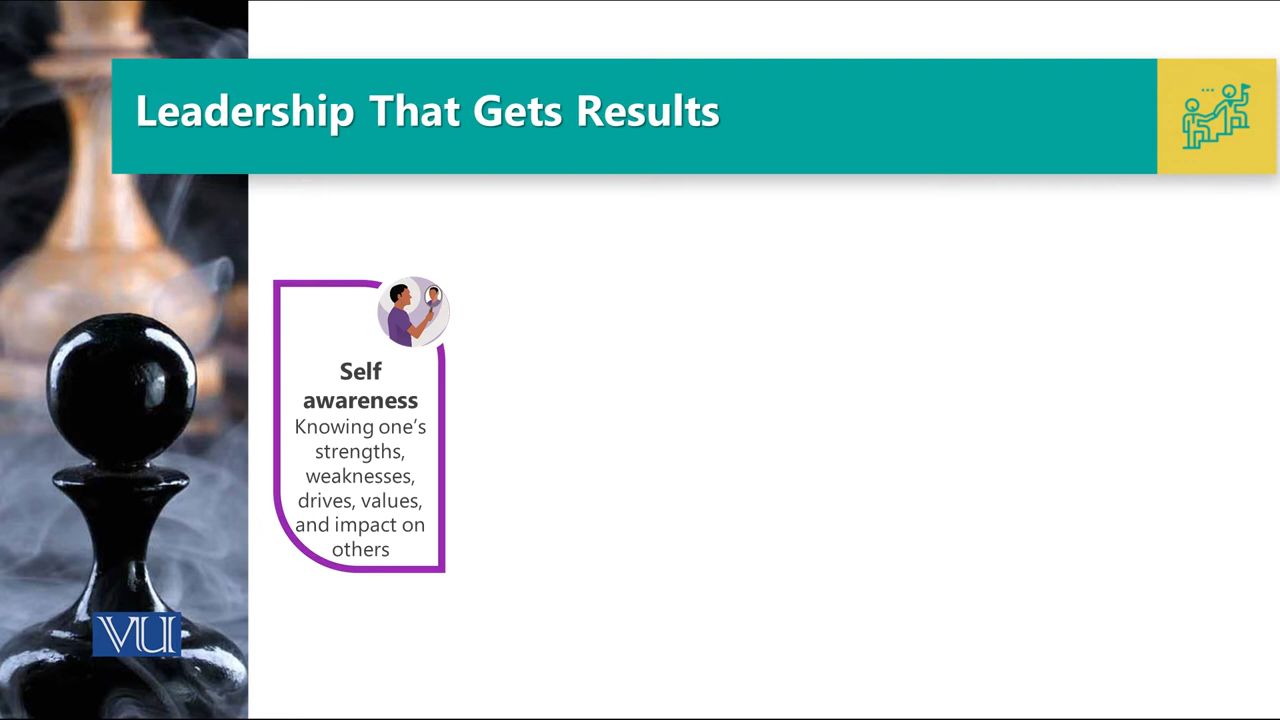 Leadership That Gets Results
Self
awareness
Knowing one’s
strengths,
weaknesses,
drives, values,
and impact on
others
VU